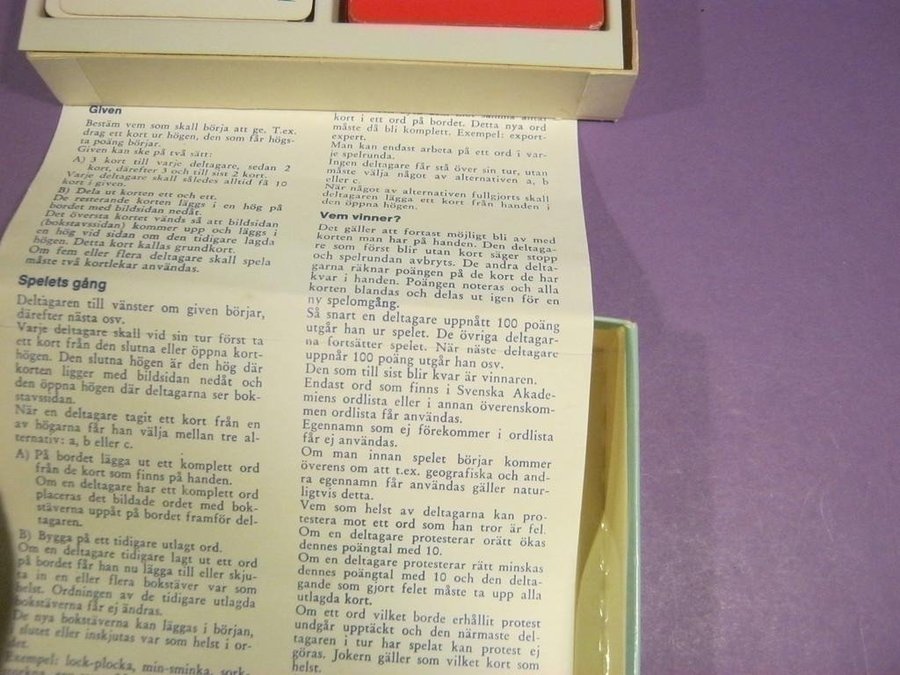 Given
Bestäm vem som skall börja att ge. T.ex.
drag ett kort ur högen, den som får högs-
ta poäng börjar.
Given kan ske på två sätt:
A) 3 kort till varje deltagare, sedan 2
kort, därefter 3 och till sist 2 kort.
Varje deltagare skall således alltid få 10
kort i given.
B) Dela ut korten ett och ett.
De resterande korten läggs i en hög på
bordet med bildsidan nedåt.
Det översta kortet vänds så att bildsidan
(bokstavssidan) kommer upp och läggs i
en hög vid sidan om den tidigare lagda
högen. Detta kort kallas grundkort.
Om fem eller flera deltagare skall spela
måste två kortlekar användas.
Spelets gång
Deltagaren till vänster om given börjar,
därefter nästa osv.
Varje deltagare skall vid sin tur först ta
ett kort från den slutna eller öppna kort-
högen. Den slutna högen är den hög där
korten ligger med bildsidan nedåt och
den öppna högen där deltagarna ser bok-
stavssidan.
När en deltagare tagit ett kort från en
av högarna får han välja mellan tre al-
ternativ: a, b eller c.
A) På bordet lägga ut ett komplett ord
från de kort som finns på handen.
Om en deltagare har ett komplett ord
placeras det bildade ordet med bok-
stäverna uppåt på bordet framför del-
tagaren.
B) Bygga på ett tidigare utlagt ord.
Om en deltagare tidigare lagt ut ett ord
på bordet får han nu lägga till eller skju-
ta in en eller flera bokstäver var som
helst. Ordningen av de tidigare utlagda
bokstäverna får ej ändras.
De nya bokstäverna kan läggas i början,
i slutet eller inskjutas var som helst i or-
det.
Exempel: lock-plocka, min-sminka, sork-
kort i ett ord på bordet. Detta nya ord
måste då bli komplett. Exempel: export-
expert.
Man kan endast arbeta på ett ord i var-
je spelrunda.
Ingen deltagare får stå över sin tur, utan
måste välja något av alternativen a, b
eller c.
När något av alternativen fullgjorts skall
deltagaren lägga ett kort från handen i
den öppna högen.
Vem vinner?
Det gäller att fortast möjligt bli av med
korten man har på handen. Den deltaga-
re som först blir utan kort säger stopp
och spelrundan avbryts. De andra delta-
garna räknar poängen på de kort de har
kvar i handen. Poängen noteras och alla
korten blandas och delas ut igen för en
ny spelomgång.
Så snart en deltagare uppnått 100 poäng
utgår han ur spelet. De övriga deltagar-
na fortsätter spelet. När näste deltagare
uppnår 100 poäng utgår han osv.
Den som till sist blir kvar är vinnaren.
Endast ord som finns i Svenska Akade-
miens ordlista eller i annan överenskom-
men ordlista får användas.
Egennamn som ej förekommer i ordlista
får ej användas.
Om man innan spelet börjar kommer
överens om att t.ex. geografiska och and-
ra egennamn får användas gäller natur-
ligtvis detta.
Vem som helst av deltagarna kan pro-
testera mot ett ord som han tror är fel.
Om en deltagare protesterar orätt ökas
dennes poängtal med 10.
Om en deltagare protesterar rätt minskas
dennes poängtal med 10 och den delta-
gande som gjort felet måste ta upp alla
utlagda kort.
Om ett ord vilket borde erhållit protest
undgår upptäckt och den närmaste del-
tagaren i tur har spelat kan protest ej
göras. Jokern gäller som vilket kort som
helst.